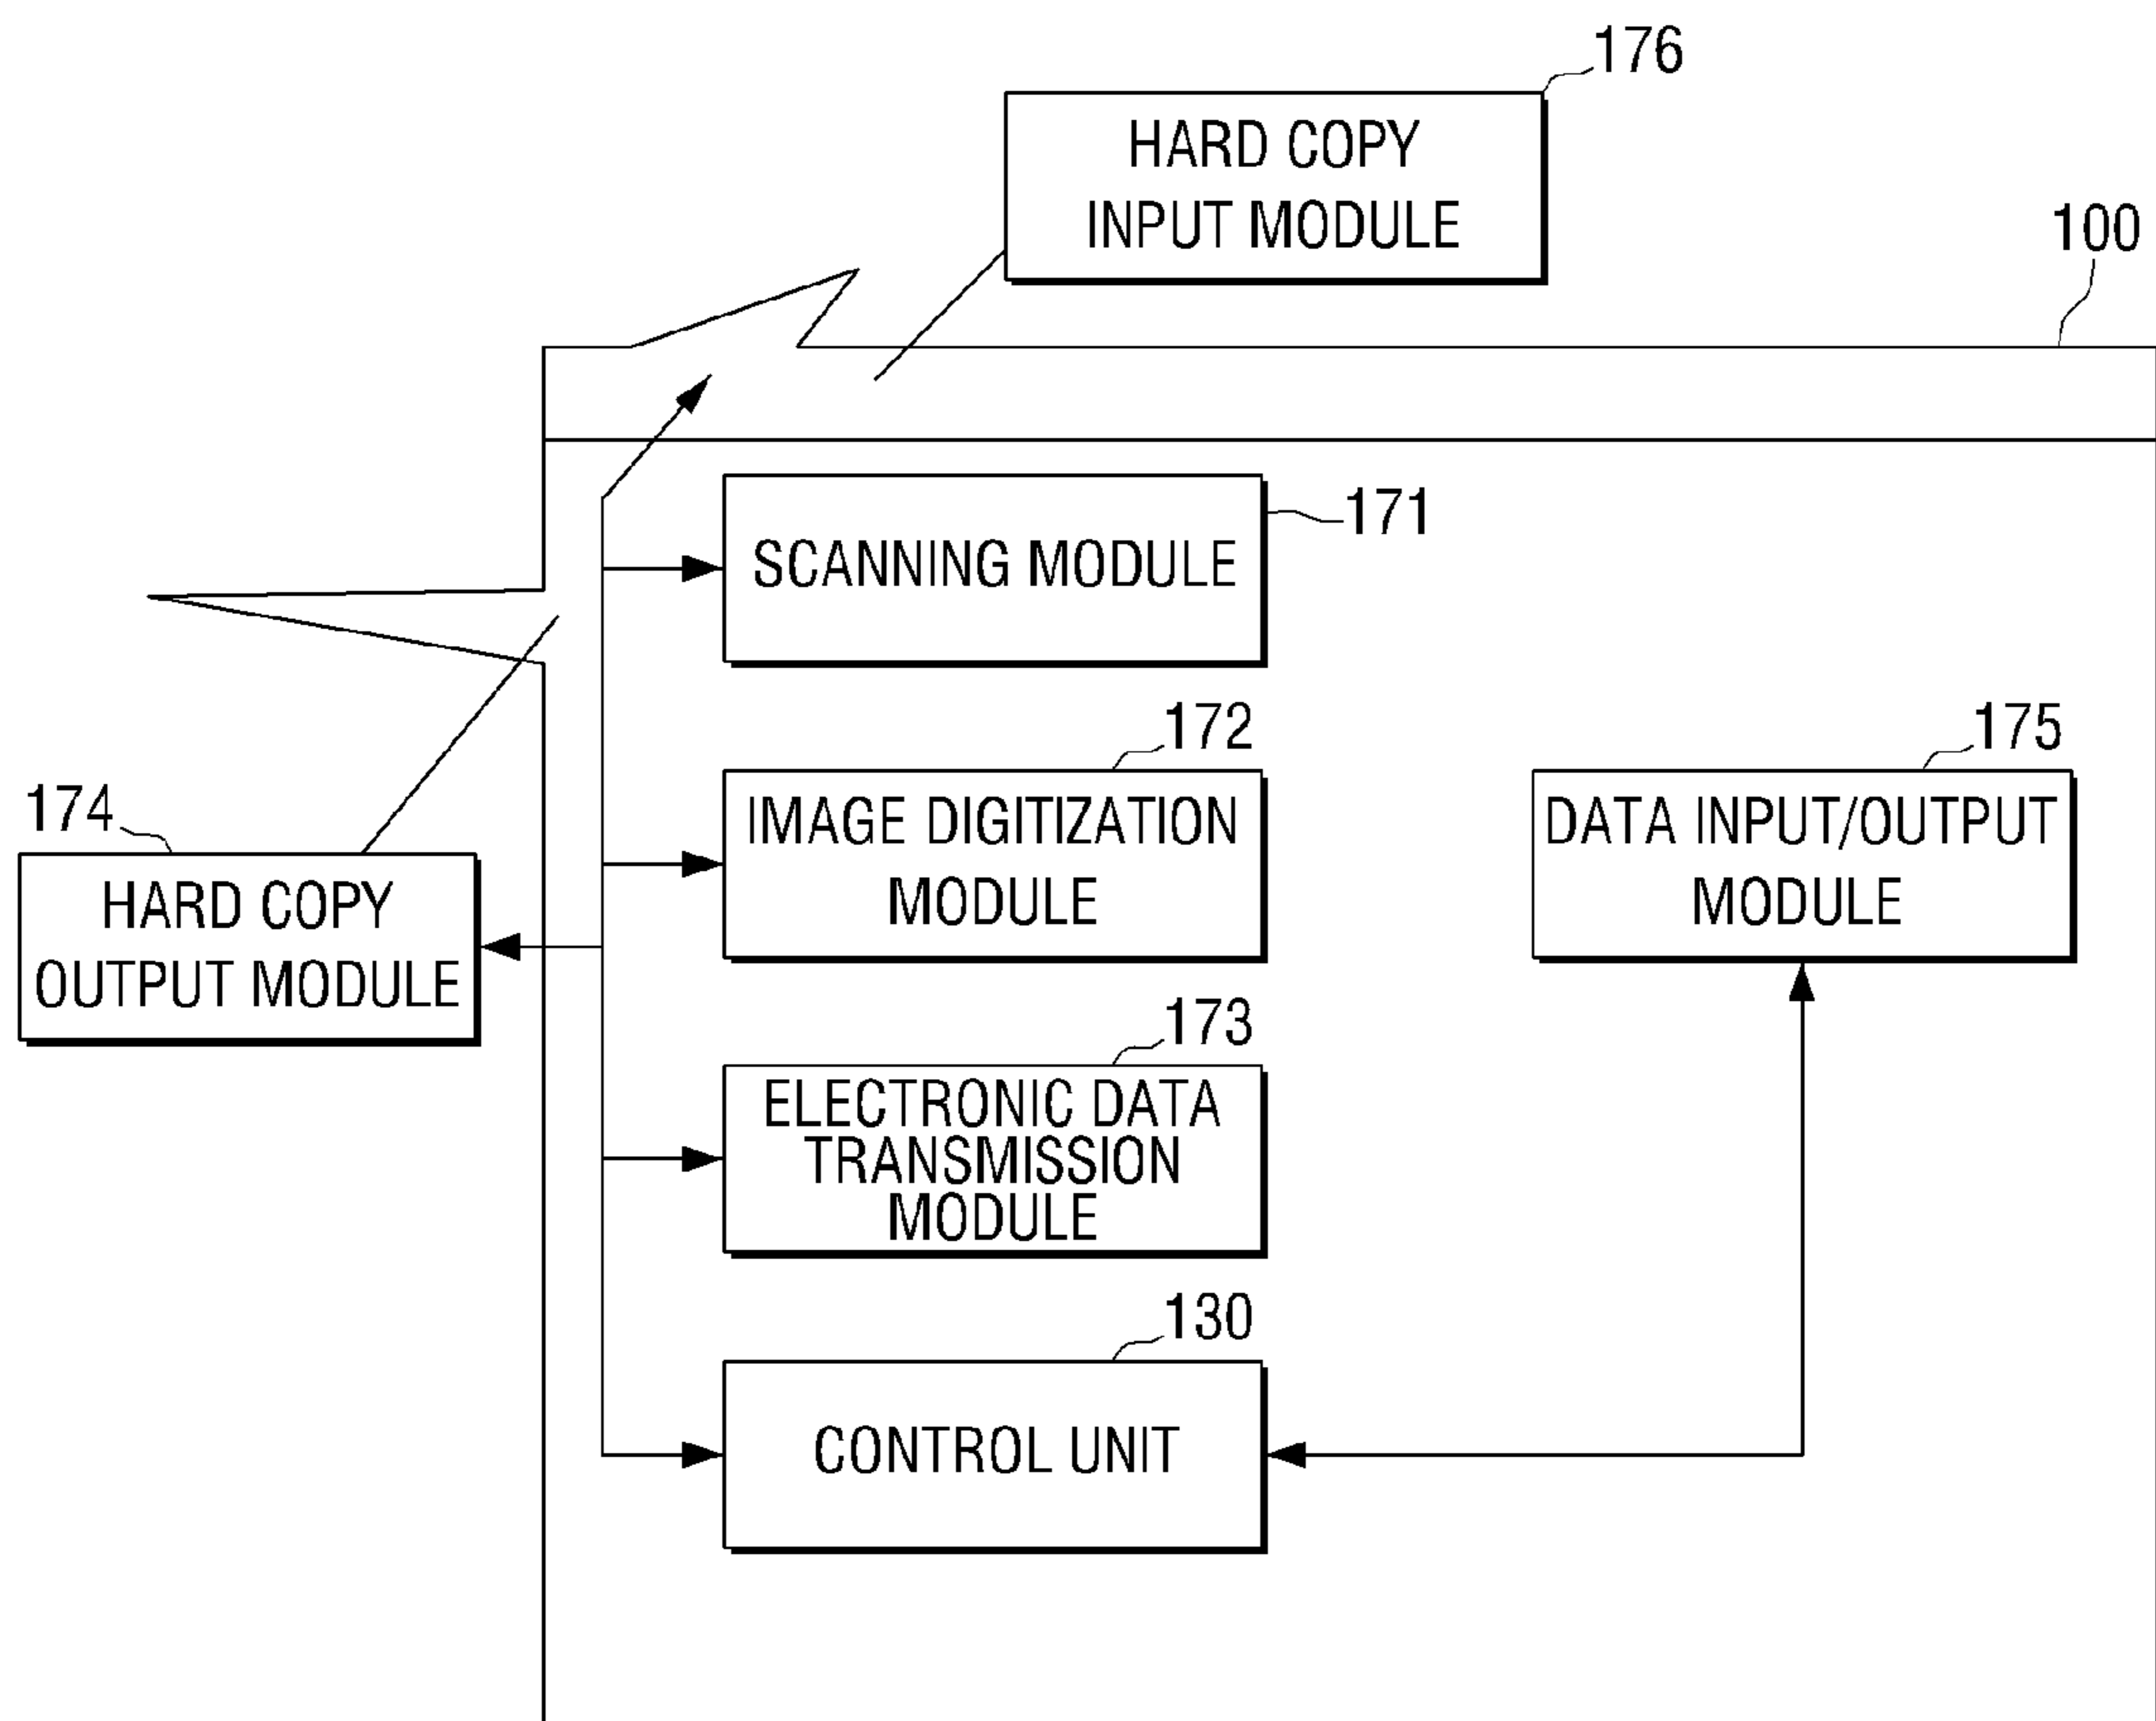 176
HARD COPY
INPUT MODULE
100
171
SCANNING MODULE
172
IMAGE DIGITIZATION
MODULE
175
DATA INPUT/OUTPUT
MODULE
174
HARD COPY
OUTPUT MODULE
173
ELECTRONIC DATA
TRANSMISSION
MODULE
130
CONTROL UNIT